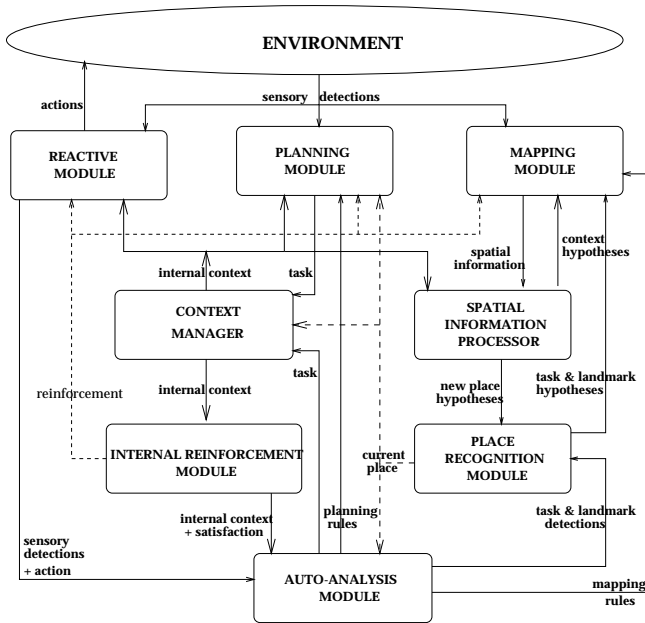 ENVIRONMENT
actions
sensory detections
REACTIVE
MODULE
PLANNING
MODULE
MAPPING
MODULE
internal context
task
spatial
information
context
hypotheses
CONTEXT
MANAGER
SPATIAL
INFORMATION
PROCESSOR
task
reinforcement
internal context
new place
hypotheses
task & landmark
hypotheses
INTERNAL REINFORCEMENT
MODULE
current
place
PLACE
RECOGNITION
MODULE
internal context
+ satisfaction
planning
rules
task & landmark
detections
sensory
detections
+ action
AUTO-ANALYSIS
MODULE
mapping
rules